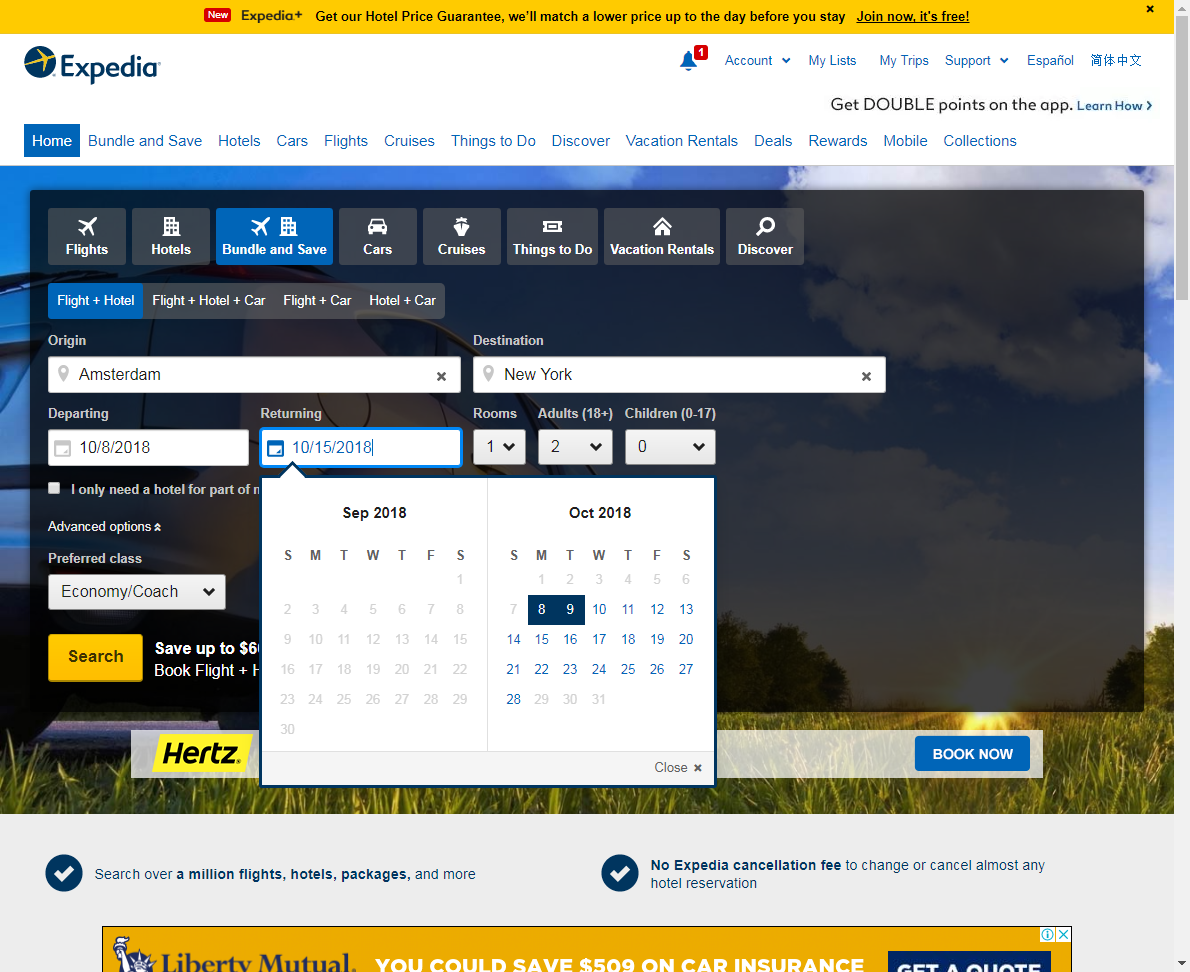 New Expedia+ Get our Hotel Price Guarantee, we'll match a lower price up to the day before you stay Join now, it's free!
Expedia
1 Account My Lists My Trips Support Español 简体中文
Get DOUBLE points on the app. Learn How
Home Bundle and Save Hotels Cars Flights Cruises Things to Do Discover Vacation Rentals Deals Rewards Mobile Collections
Flights Hotels Bundle and Save Cars Cruises Things to Do Vacation Rentals Discover
Flight + Hotel Flight + Hotel + Car Flight + Car Hotel + Car
Origin Destination
Amsterdam New York
Departing Returning Rooms Adults (18+) Children (0-17)
10/8/2018 10/15/2018 1 2 0
I only need a hotel for part of
Advanced options
Preferred class
Economy/Coach
Search
Save up to $6
Book Flight + H
Sep 2018
S M T W T F S
1
2 3 4 5 6 7 8
9 10 11 12 13 14 15
16 17 18 19 20 21 22
23 24 25 26 27 28 29
30
Oct 2018
S M T W T F S
1 2 3 4 5 6
7 8 9 10 11 12 13
14 15 16 17 18 19 20
21 22 23 24 25 26 27
28 29 30 31
Close
Hertz.
BOOK NOW
Search over a million flights, hotels, packages, and more
No Expedia cancellation fee to change or cancel almost any
hotel reservation
Liberty Mutual. YOU COULD SAVE $509 ON CAR INSURANCE GET A QUOTE